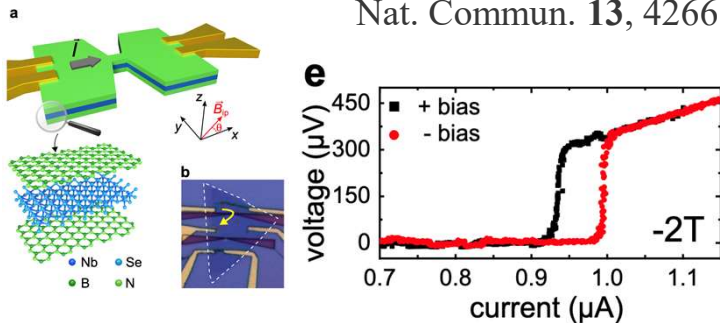 Nat. Commun. 13, 4266
a
I
z
y
x
B
ip
θ
b
Nb
Se
B
N
e
+ bias
- bias
-2T
voltage (µV)
450
300
150
0
0.7
0.8
0.9
1.0
1.1
current (µA)